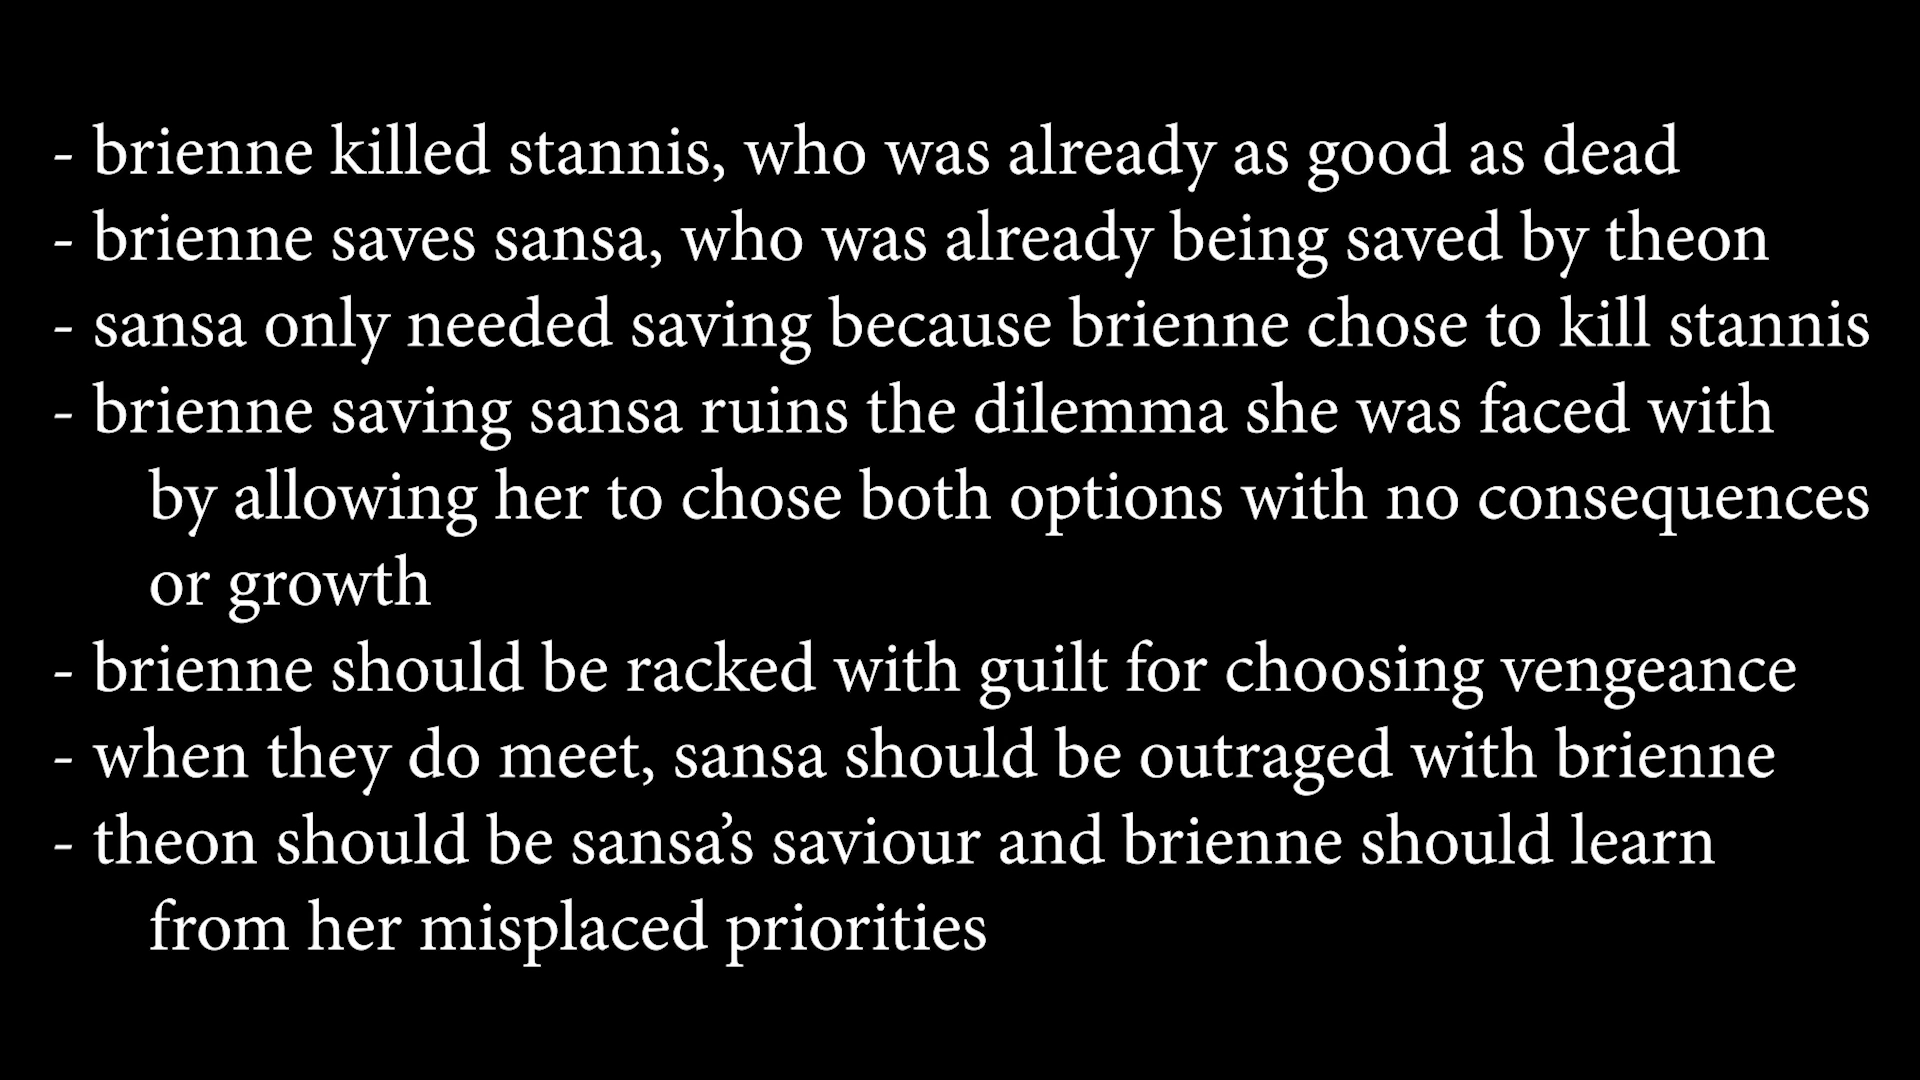 - brienne killed stannis, who was already as good as dead
- brienne saves sansa, who was already being saved by theon
- sansa only needed saving because brienne chose to kill stannis
- brienne saving sansa ruins the dilemma she was faced with
by allowing her to chose both options with no consequences
or growth
- brienne should be racked with guilt for choosing vengeance
- when they do meet, sansa should be outraged with brienne
- theon should be sansa’s saviour and brienne should learn
from her misplaced priorities